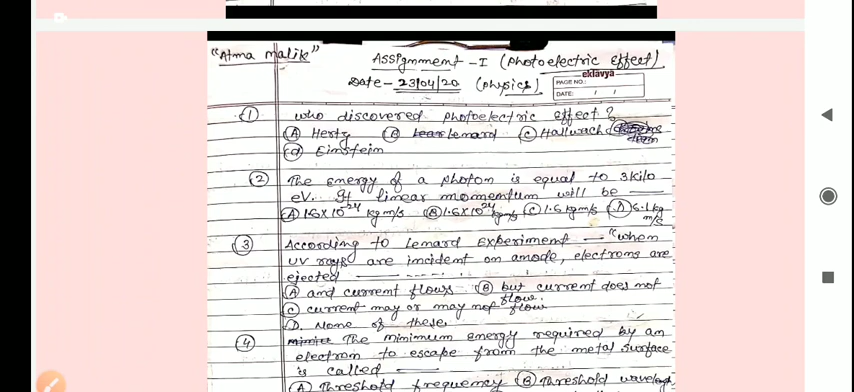 "Atma Malik"
Assignment -I (Photoelectric Effect)
Date - 23/04/20 (Physics)
eklavya
PAGE NO.:
DATE: / /
① who discovered photoelectric effect?
Ⓐ Hertz Ⓑ Lenard Ⓒ Hallwach
ⓓ Einstein
② The energy of a photon is equal to 3kilo
eV. It linear momentum will be ——
Ⓐ 1.6×10⁻²⁴ kgm/s Ⓑ 1.6×10²⁴ kgm/s Ⓒ 1.6 kgm/s Ⓓ 6.1kg m/s
③ According to Lenard Experiment — "when
UV rays are incident on anode, electrons are
ejected ——
Ⓐ and current flows Ⓑ but current does not flow.
Ⓒ current may or may not flow
D. None of these.
④ The minimum energy required by an
electron to escape from the metal surface
is called ——
Ⓐ Threshold frequency Ⓑ Threshold wavelength